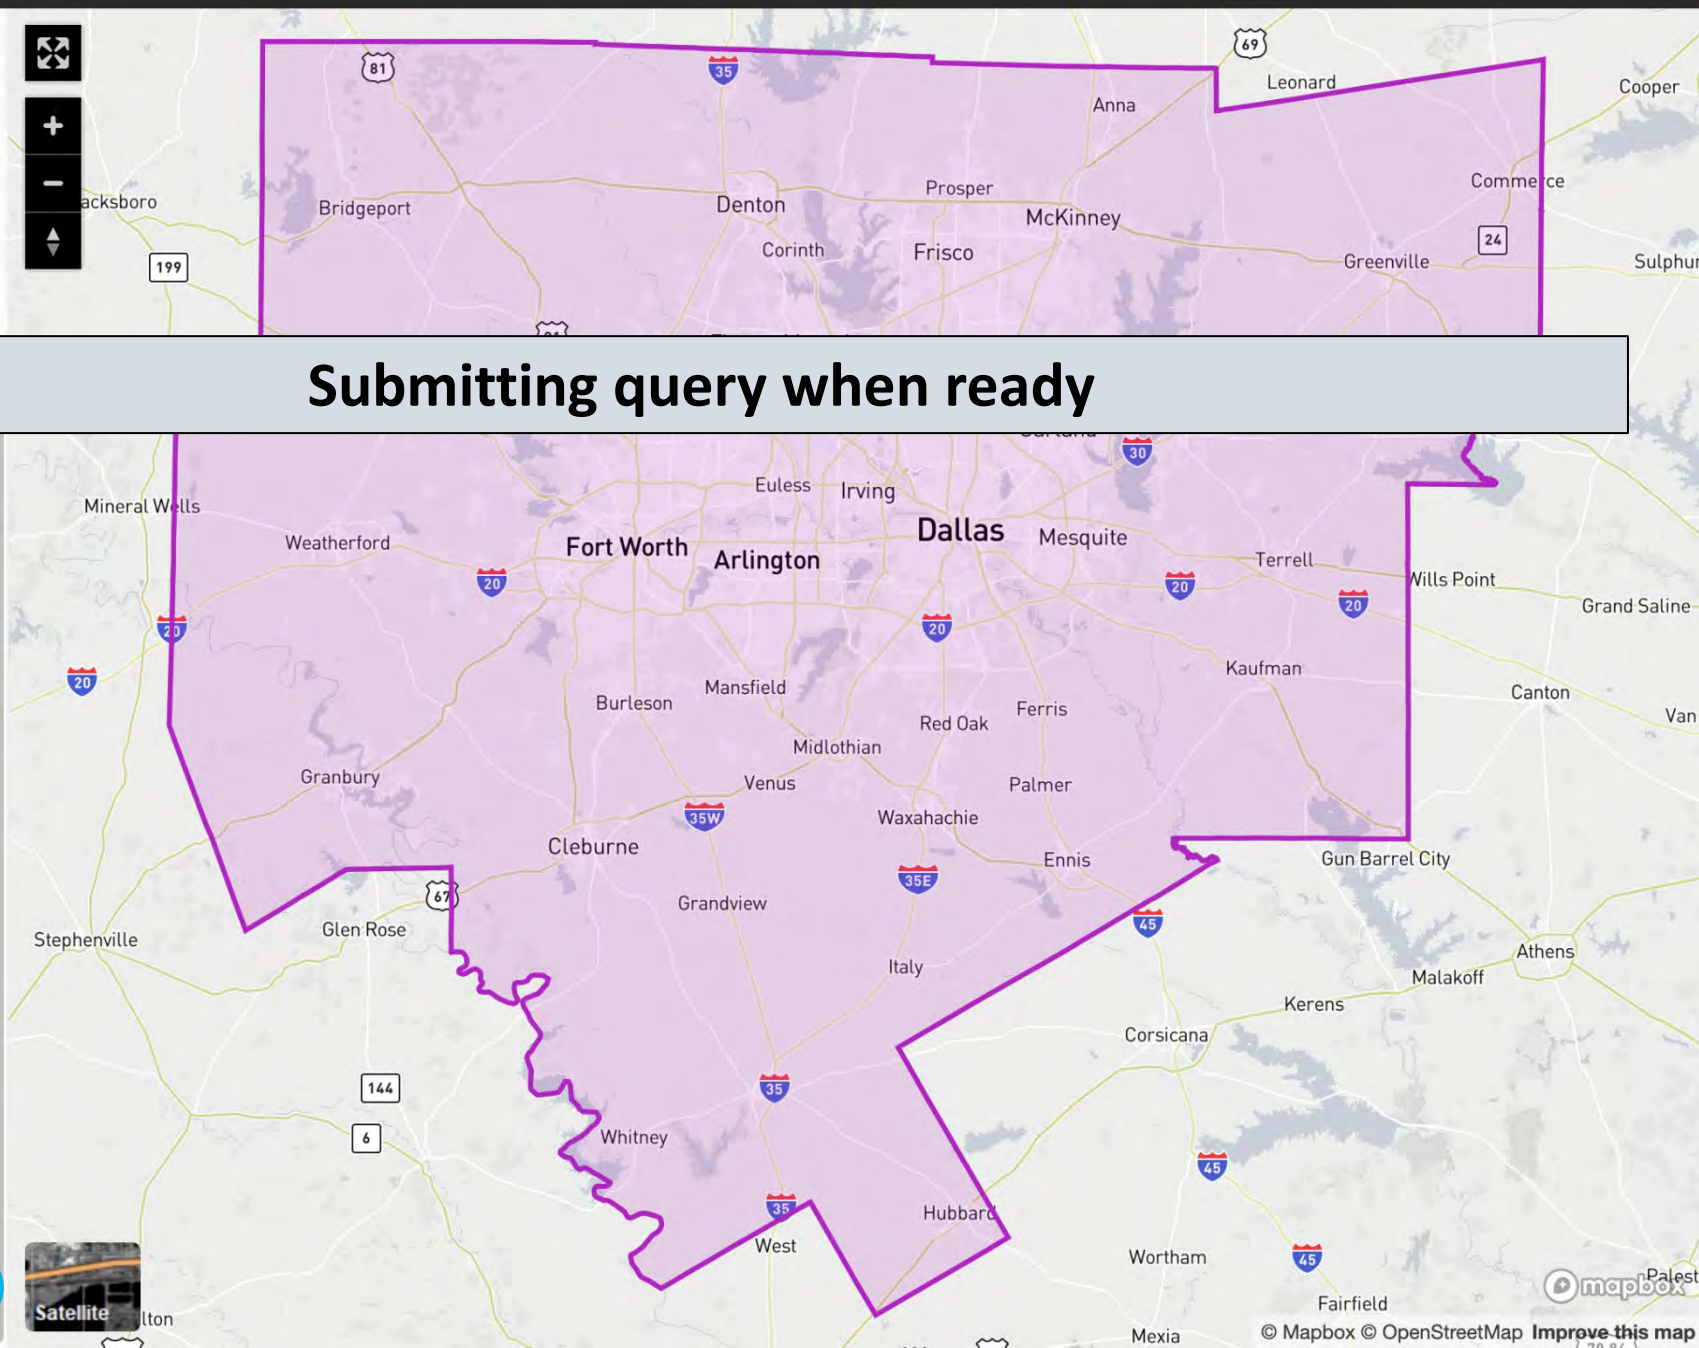 69
81
35
Leonard
Cooper
Anna
Commerce
acksboro
Bridgeport
Denton
Prosper
McKinney
24
Corinth
Frisco
199
Greenville
Sulphur
Submitting query when ready
30
Mineral Wells
Euless
Irving
Dallas
Weatherford
Fort Worth
Arlington
Mesquite
Terrell
20
20
Wills Point
20
Grand Saline
20
20
20
Kaufman
Mansfield
Burleson
Canton
Ferris
Red Oak
Van
Midlothian
Granbury
Venus
Palmer
35W
Waxahachie
Cleburne
Ennis
Gun Barrel City
35E
67
Grandview
45
Glen Rose
Stephenville
Athens
Italy
Malakoff
Kerens
Corsicana
144
35
6
Whitney
45
35
Hubbard
West
Wortham
45
Palest
mapbox
Satellite
lton
Fairfield
© Mapbox © OpenStreetMap Improve this map
Mexia